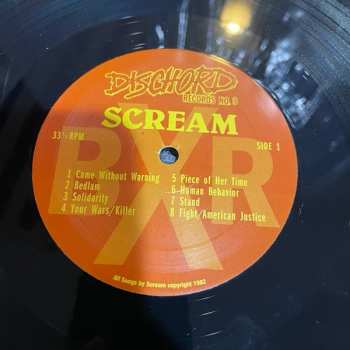 DISCHORD
RECORDS NO. 9
SCREAM
33⅓ RPM
SIDE 1
PXR
1 Came Without Warning
2 Bedlam
3 Solidarity
4 Your Wars/Killer
5 Piece of Her Time
6 Human Behavior
7 Stand
8 Fight/American Justice
All Songs by Scream copyright 1982